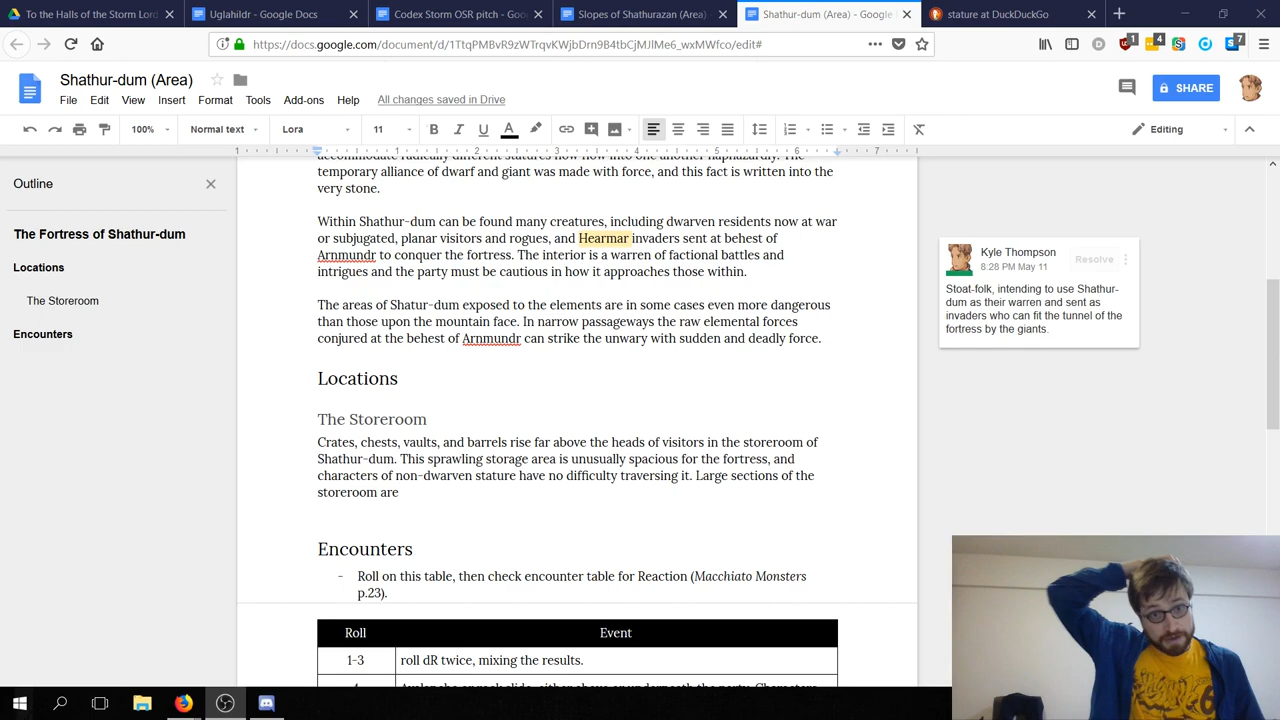 To the Halls of the Storm Lord
Uglahildr - Google Docs
Codex Storm OSR pitch - Goo
Slopes of Shathurazan (Area) -
Shathur-dum (Area) - Google
stature at DuckDuckGo
https://docs.google.com/document/d/
/edit#
1
4
7
Shathur-dum (Area)
All changes saved in Drive
File Edit View Insert Format Tools Add-ons Help
SHARE
100% Normal text Lora 11 B I U A Editing
1 1 2 3 4 5 6 7
Outline
The Fortress of Shathur-dum
Locations
The Storeroom
Encounters
temporary alliance of dwarf and giant was made with force, and this fact is written into the
very stone.
Within Shathur-dum can be found many creatures, including dwarven residents now at war
or subjugated, planar visitors and rogues, and Hearmar invaders sent at behest of
Arnmundr to conquer the fortress. The interior is a warren of factional battles and
intrigues and the party must be cautious in how it approaches those within.
The areas of Shatur-dum exposed to the elements are in some cases even more dangerous
than those upon the mountain face. In narrow passageways the raw elemental forces
conjured at the behest of Arnmundr can strike the unwary with sudden and deadly force.
Locations
The Storeroom
Crates, chests, vaults, and barrels rise far above the heads of visitors in the storeroom of
Shathur-dum. This sprawling storage area is unusually spacious for the fortress, and
characters of non-dwarven stature have no difficulty traversing it. Large sections of the
storeroom are
Encounters
- Roll on this table, then check encounter table for Reaction (Macchiato Monsters
p.23).
Roll Event
1-3 roll dR twice, mixing the results.
Kyle Thompson
8:28 PM May 11
Resolve
Stoat-folk, intending to use Shathur-
dum as their warren and sent as
invaders who can fit the tunnel of the
fortress by the giants.